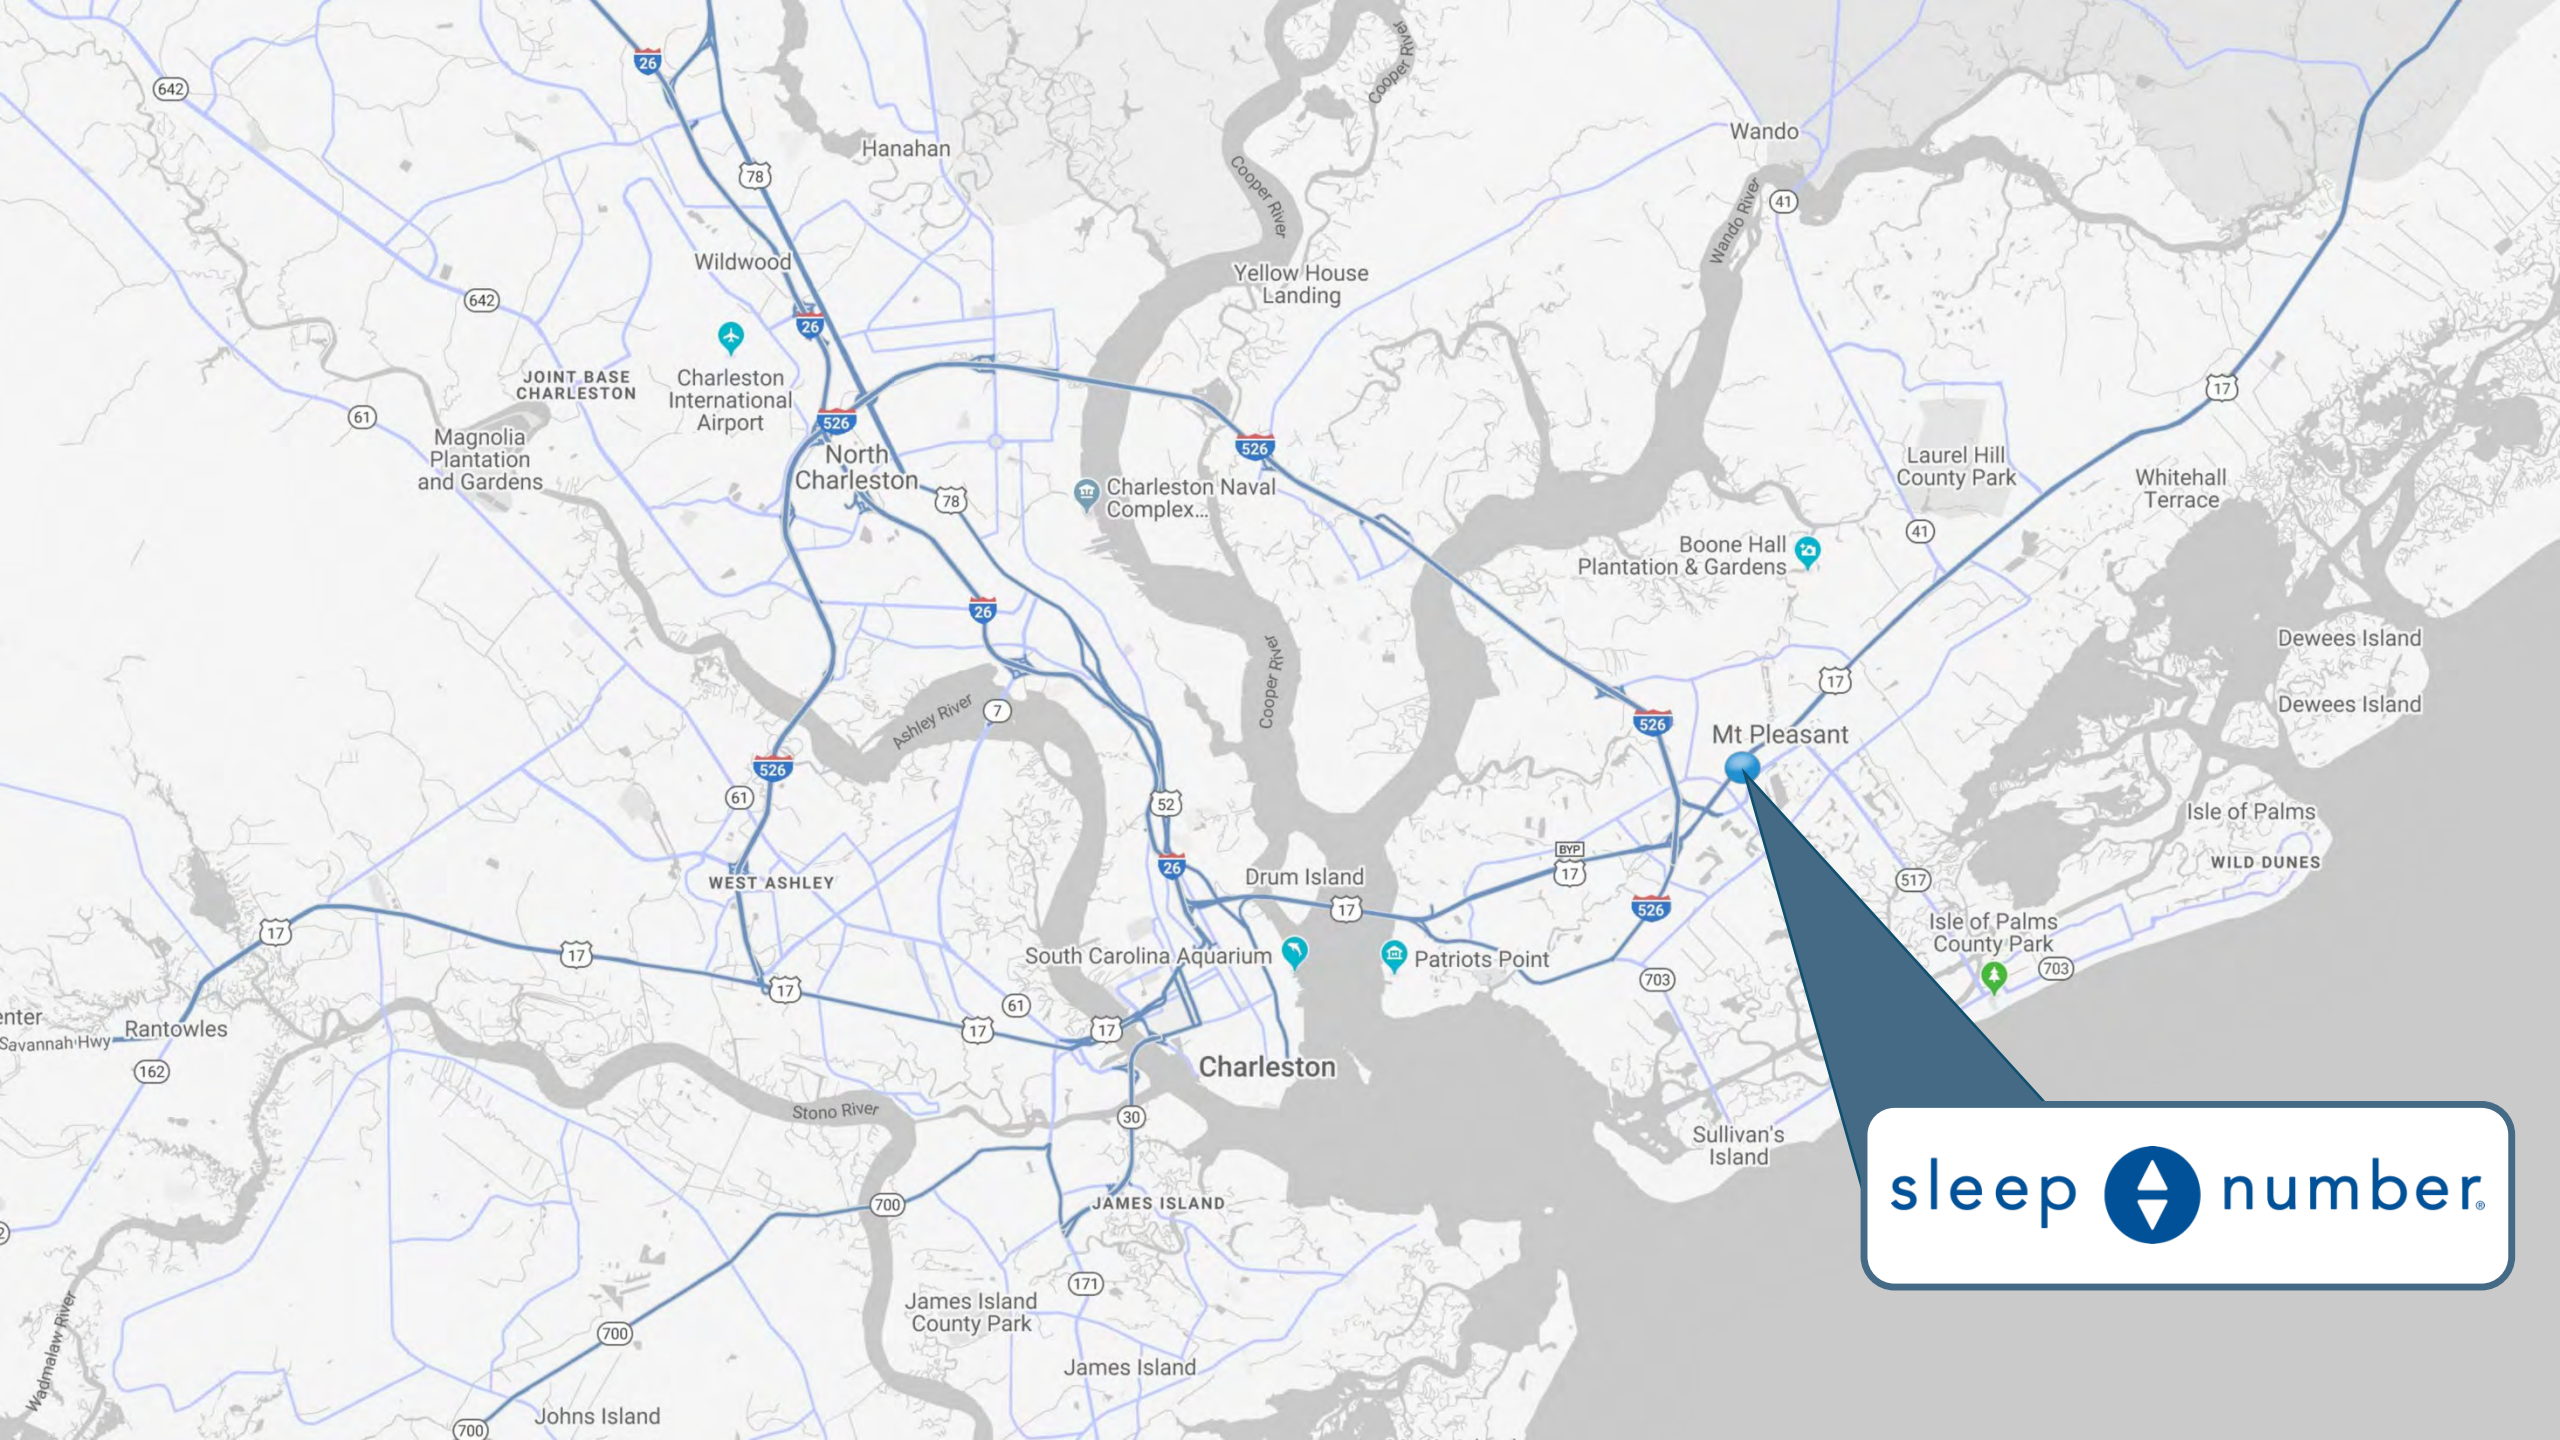 26
Cooper River
642
Wando
Hanahan
78
Cooper River
41
Wando River
Wildwood
Yellow House
Landing
642
26
JOINT BASE
CHARLESTON
Charleston
International
Airport
17
61
526
526
Magnolia
Plantation
and Gardens
North
Charleston
Laurel Hill
County Park
Whitehall
Terrace
78
Charleston Naval
Complex...
41
Boone Hall
Plantation & Gardens
26
Dewees Island
Cooper River
17
Ashley River
7
Dewees Island
526
Mt Pleasant
526
61
52
Isle of Palms
BYP
17
WILD DUNES
26
Drum Island
WEST ASHLEY
517
17
526
17
17
Isle of Palms
County Park
South Carolina Aquarium
Patriots Point
703
703
17
61
enter
Rantowles
17
17
Savannah Hwy
162
Charleston
Stono River
30
Sullivan's
Island
sleep number®
700
JAMES ISLAND
2
171
James Island
County Park
700
Wadmalaw River
James Island
Johns Island
700